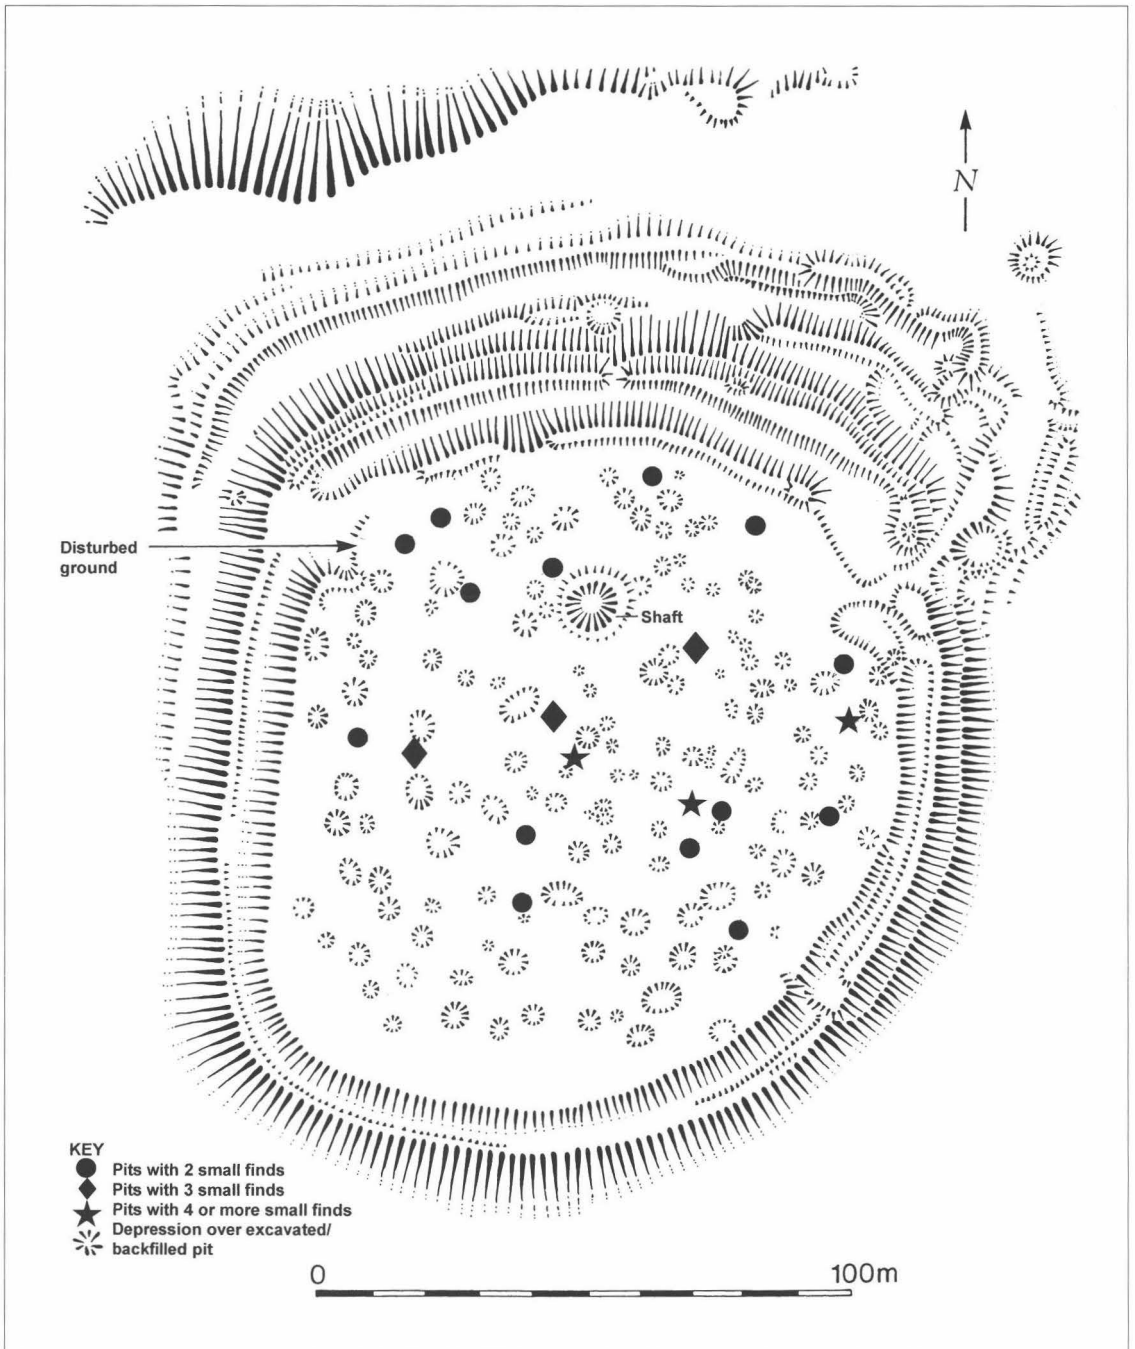 N
Disturbed
ground
Shaft
KEY
Pits with 2 small finds
Pits with 3 small finds
Pits with 4 or more small finds
Depression over excavated/
backfilled pit
0 100m